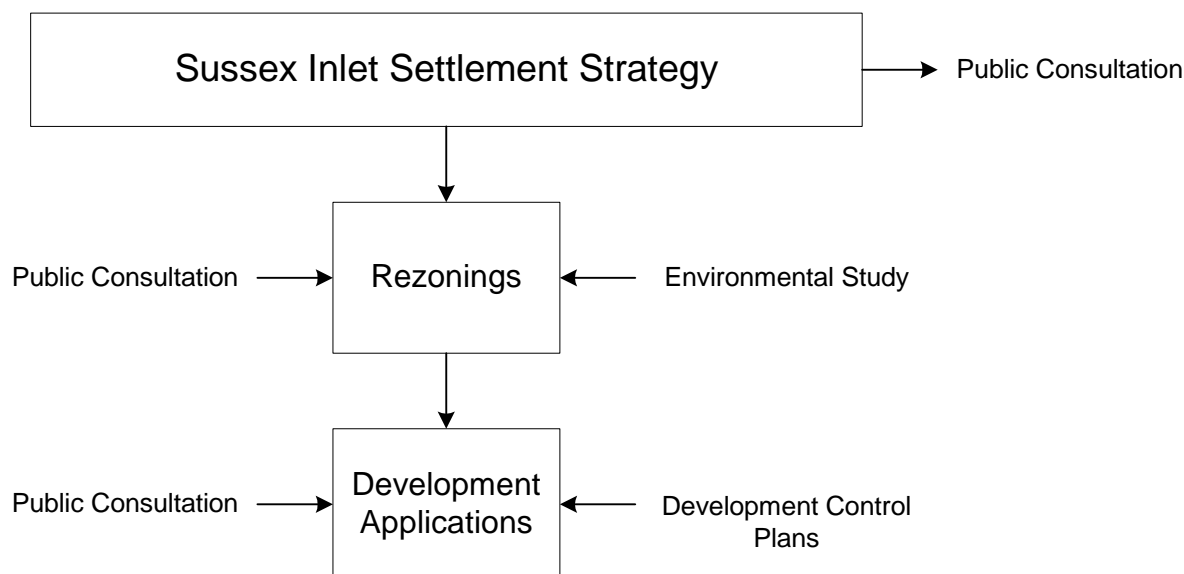 Sussex Inlet Settlement Strategy
Public Consultation
Public Consultation
Rezonings
Environmental Study
Public Consultation
Development
Applications
Development Control
Plans